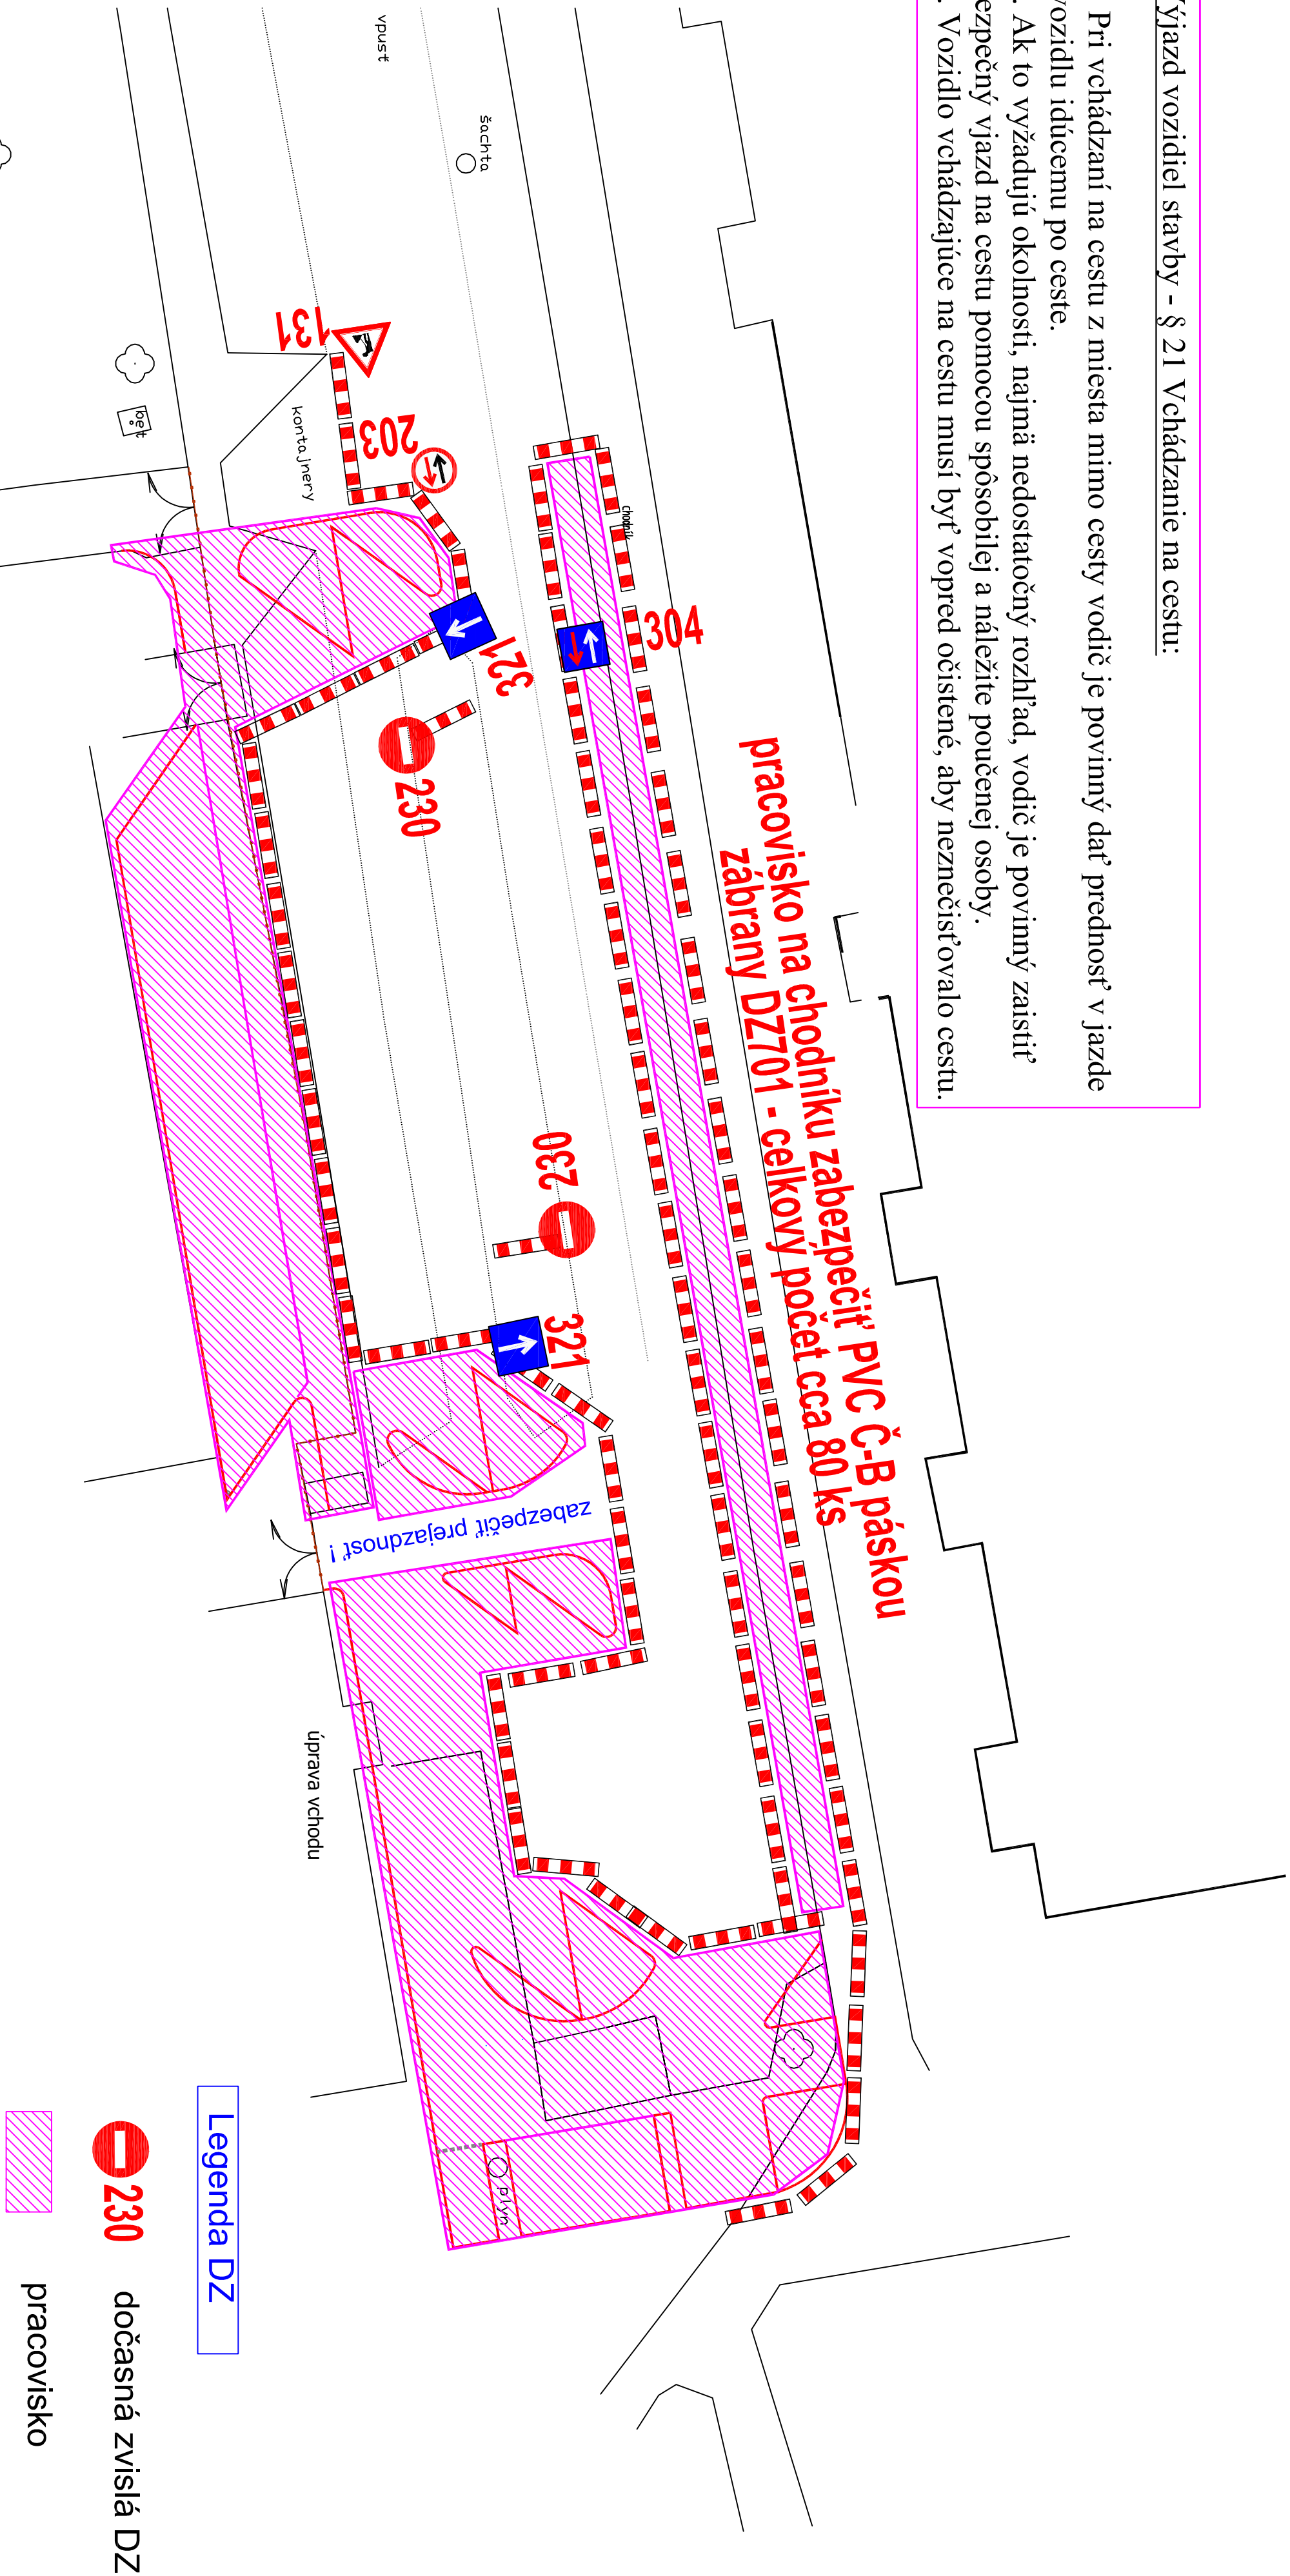 ýjazd vozidiel stavby - § 21 Vchádzanie na cestu:
Pri vchádzaní na cestu z miesta mimo cesty vodič je povinný dať prednosť v jazde
vozidlu idúcemu po ceste.
. Ak to vyžadujú okolnosti, najmä nedostatočný rozhľad, vodič je povinný zaistiť
ezpečný vjazd na cestu pomocou spôsobilej a náležite poučenej osoby.
. Vozidlo vchádzajúce na cestu musí byť vopred očistené, aby neznečisťovalo cestu.
vpusť
šachta
131
203
kontajnery
bet
chodník
304
321
230
pracovisko na chodníku zabezpečiť PVC Č-B páskou
zábrany DZ701 - celkový počet cca 80 ks
230
321
zabezpečiť prejazdnosť !
úprava vchodu
plyn
Legenda DZ
230
dočasná zvislá DZ
pracovisko